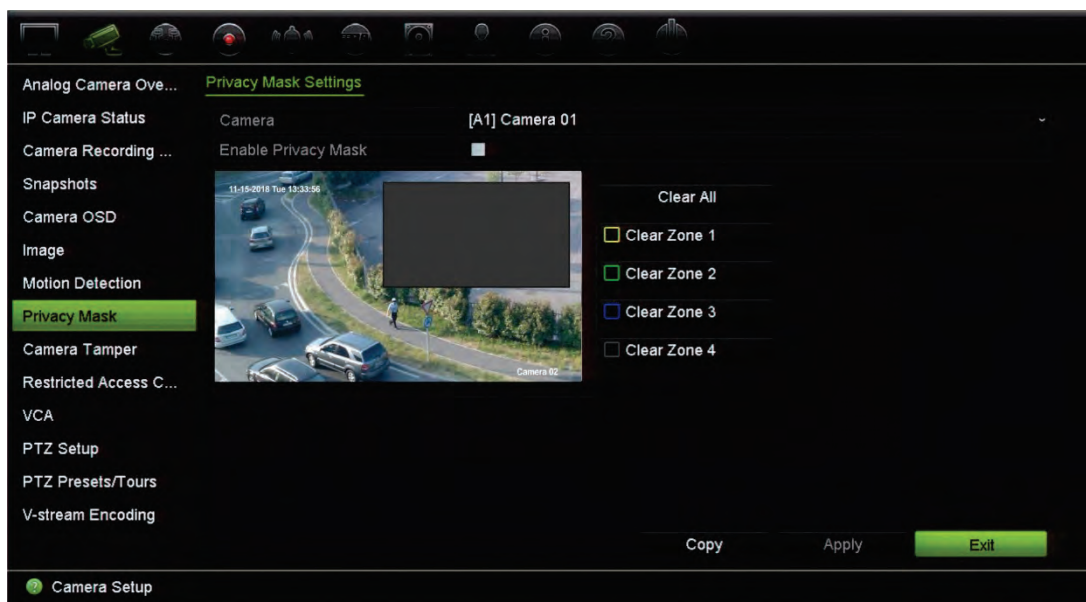 Analog Camera Ove...
Privacy Mask Settings
IP Camera Status
Camera
[A1] Camera 01
Camera Recording ...
Enable Privacy Mask
Snapshots
11-15-2018 Tue 13:33:56
Clear All
Camera OSD
Clear Zone 1
Image
Clear Zone 2
Motion Detection
Clear Zone 3
Privacy Mask
Clear Zone 4
Camera Tamper
Camera 02
Restricted Access C...
VCA
PTZ Setup
PTZ Presets/Tours
V-stream Encoding
Copy
Apply
Exit
Camera Setup